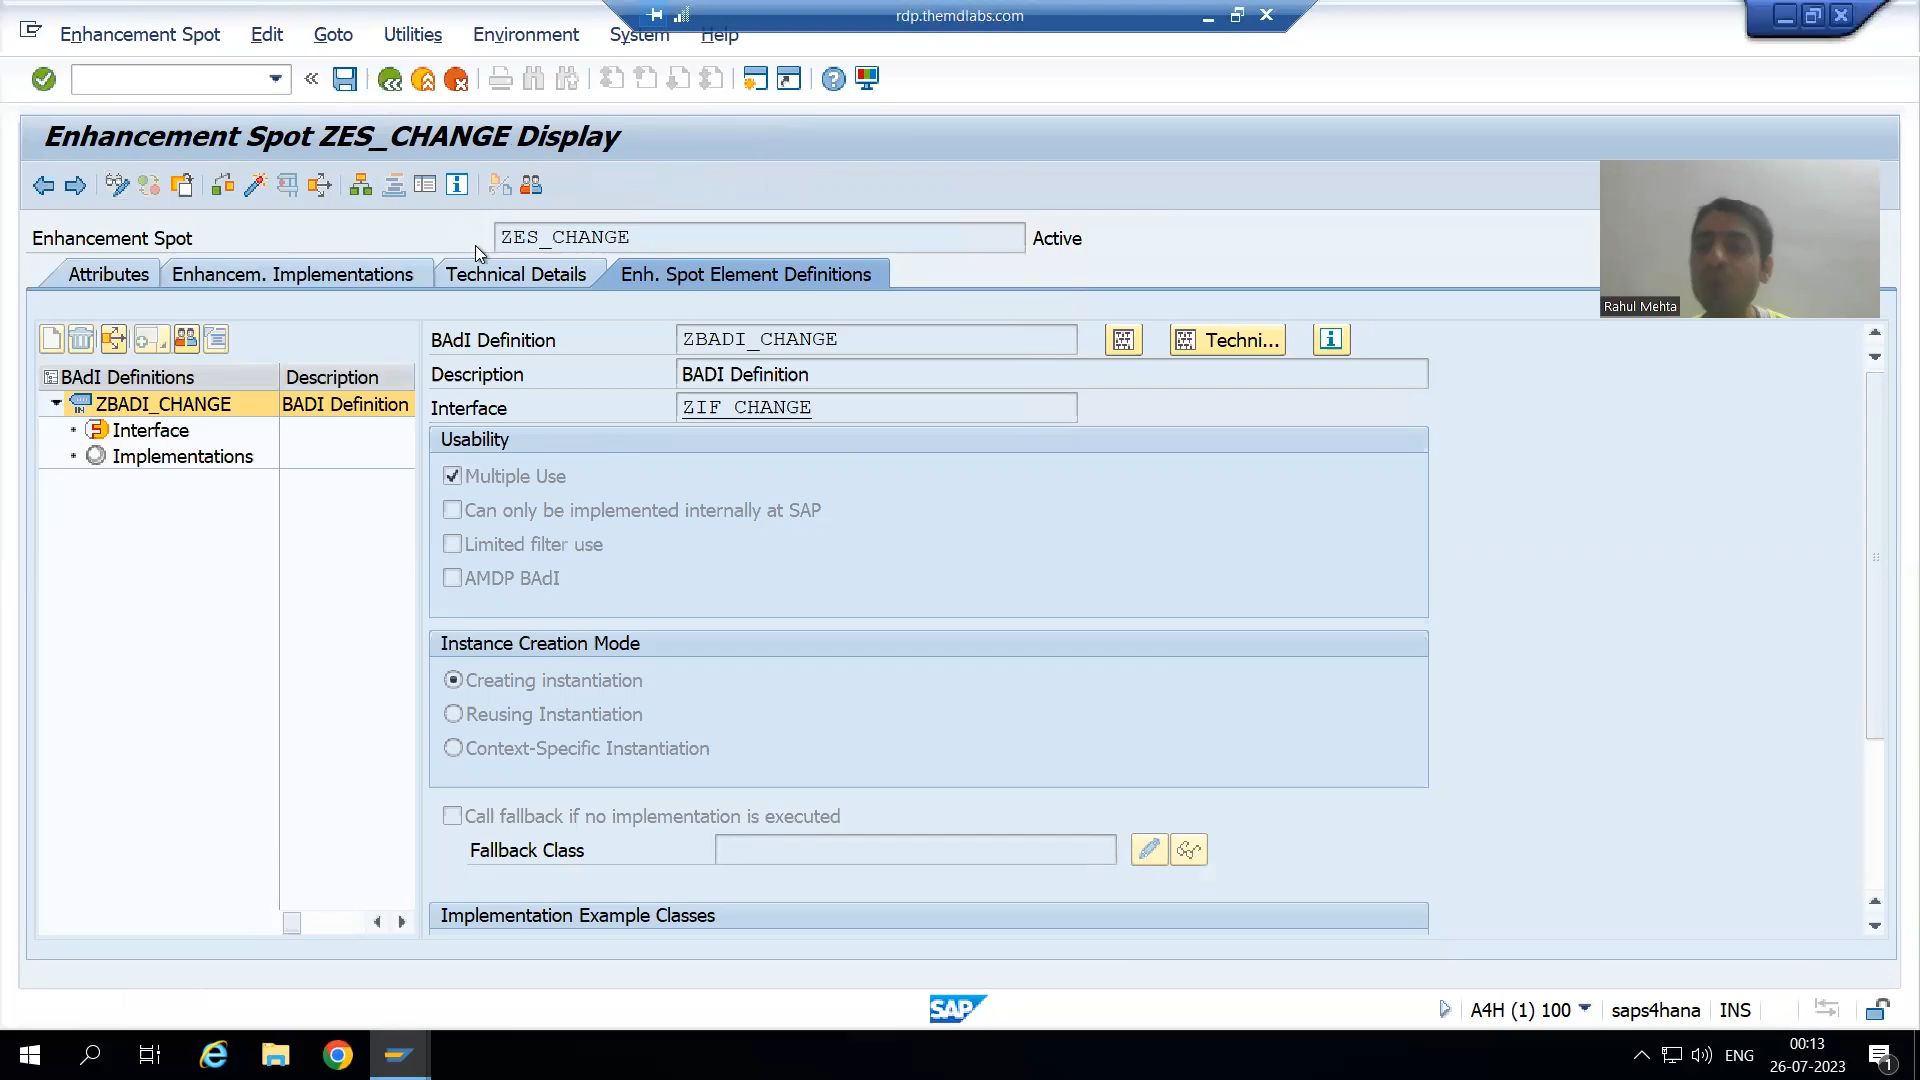 rdp.themdlabs.com
Enhancement Spot Edit Goto Utilities Environment System Help
Enhancement Spot ZES_CHANGE Display
Enhancement Spot ZES_CHANGE Active
Attributes Enhancem. Implementations Technical Details Enh. Spot Element Definitions
Rahul Mehta
BAdI Definitions Description
ZBADI_CHANGE BADI Definition
Interface
Implementations
BAdI Definition ZBADI_CHANGE Techni...
Description BADI Definition
Interface ZIF_CHANGE
Usability
Multiple Use
Can only be implemented internally at SAP
Limited filter use
AMDP BAdI
Instance Creation Mode
Creating instantiation
Reusing Instantiation
Context-Specific Instantiation
Call fallback if no implementation is executed
Fallback Class
Implementation Example Classes
SAP
A4H (1) 100 saps4hana INS
ENG
00:13
26-07-2023
1